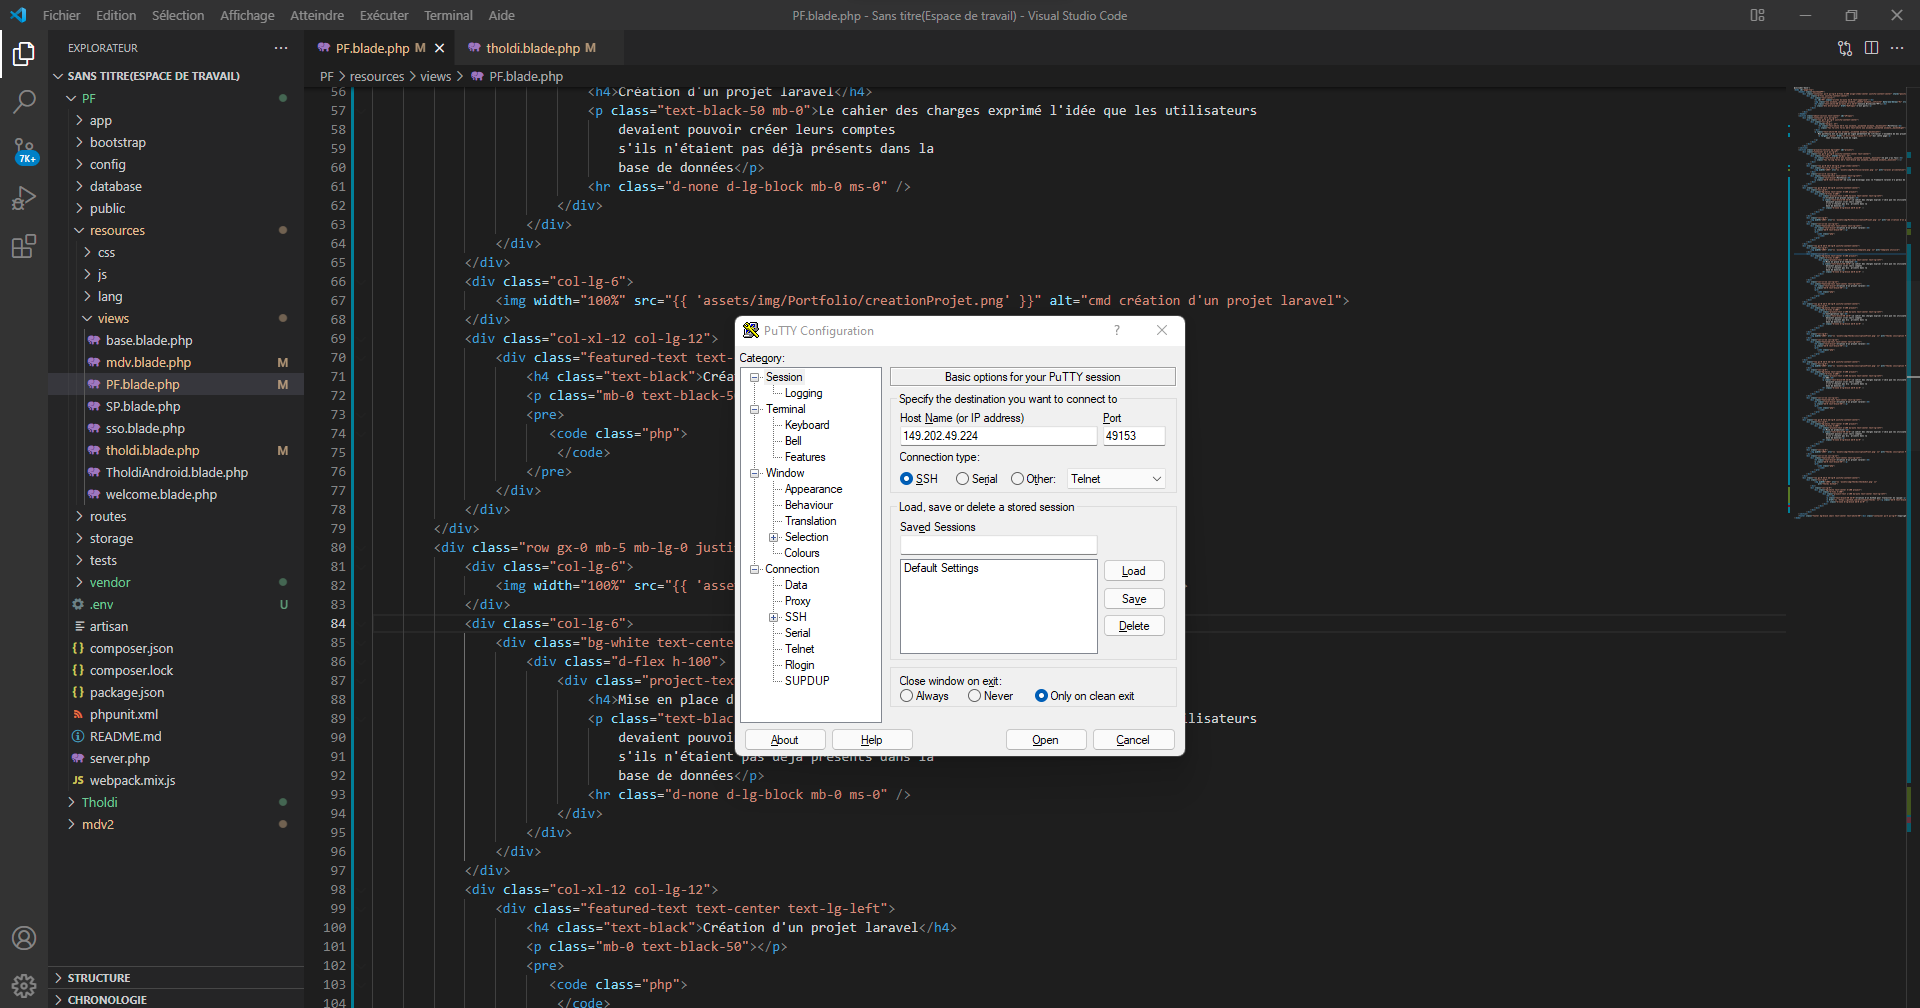 Fichier Edition Sélection Affichage Atteindre Exécuter Terminal Aide
PF.blade.php - Sans titre(Espace de travail) - Visual Studio Code
EXPLORATEUR
SANS TITRE(ESPACE DE TRAVAIL)
PF
app
bootstrap
config
database
public
resources
css
js
lang
views
base.blade.php
mdv.blade.php M
PF.blade.php M
SP.blade.php
sso.blade.php
tholdi.blade.php M
TholdiAndroid.blade.php
welcome.blade.php
routes
storage
tests
vendor
.env U
artisan
composer.json
composer.lock
package.json
phpunit.xml
README.md
server.php
JS webpack.mix.js
Tholdi
mdv2
STRUCTURE
CHRONOLOGIE
7K+
PF.blade.php M tholdi.blade.php M
PF > resources > views > PF.blade.php
56 <h4>Création d'un projet laravel</h4>
57 <p class="text-black-50 mb-0">Le cahier des charges exprimé l'idée que les utilisateurs
58 devaient pouvoir créer leurs comptes
59 s'ils n'étaient pas déjà présents dans la
60 base de données</p>
61 <hr class="d-none d-lg-block mb-0 ms-0" />
62 </div>
63 </div>
64 </div>
65 </div>
66 <div class="col-lg-6">
67 <img width="100%" src="{{ 'assets/img/Portfolio/creationProjet.png' }}" alt="cmd création d'un projet laravel">
68 </div>
69 <div class="col-xl-12 col-lg-12">
70 <div class="featured-text text-
71 <h4 class="text-black">Créa
72 <p class="mb-0 text-black-5
73 <pre>
74 <code class="php">
75 </code>
76 </pre>
77 </div>
78 </div>
79 </div>
80 <div class="row gx-0 mb-5 mb-lg-0 justi
81 <div class="col-lg-6">
82 <img width="100%" src="{{ 'asse
83 </div>
84 <div class="col-lg-6">
85 <div class="bg-white text-cente
86 <div class="d-flex h-100">
87 <div class="project-tex
88 <h4>Mise en place d
89 <p class="text-blac lisateurs
90 devaient pouvoi
91 s'ils n'étaient pas déjà présents dans la
92 base de données</p>
93 <hr class="d-none d-lg-block mb-0 ms-0" />
94 </div>
95 </div>
96 </div>
97 </div>
98 <div class="col-xl-12 col-lg-12">
99 <div class="featured-text text-center text-lg-left">
100 <h4 class="text-black">Création d'un projet laravel</h4>
101 <p class="mb-0 text-black-50"></p>
102 <pre>
103 <code class="php">
104 </code>
PuTTY Configuration ?
Category:
Session
Logging
Terminal
Keyboard
Bell
Features
Window
Appearance
Behaviour
Translation
Selection
Colours
Connection
Data
Proxy
SSH
Serial
Telnet
Rlogin
SUPDUP
Basic options for your PuTTY session
Specify the destination you want to connect to
Host Name (or IP address) Port
149.202.49.224 49153
Connection type:
SSH Serial Other: Telnet
Load, save or delete a stored session
Saved Sessions
Default Settings
Load
Save
Delete
Close window on exit:
Always Never Only on clean exit
About Help Open Cancel